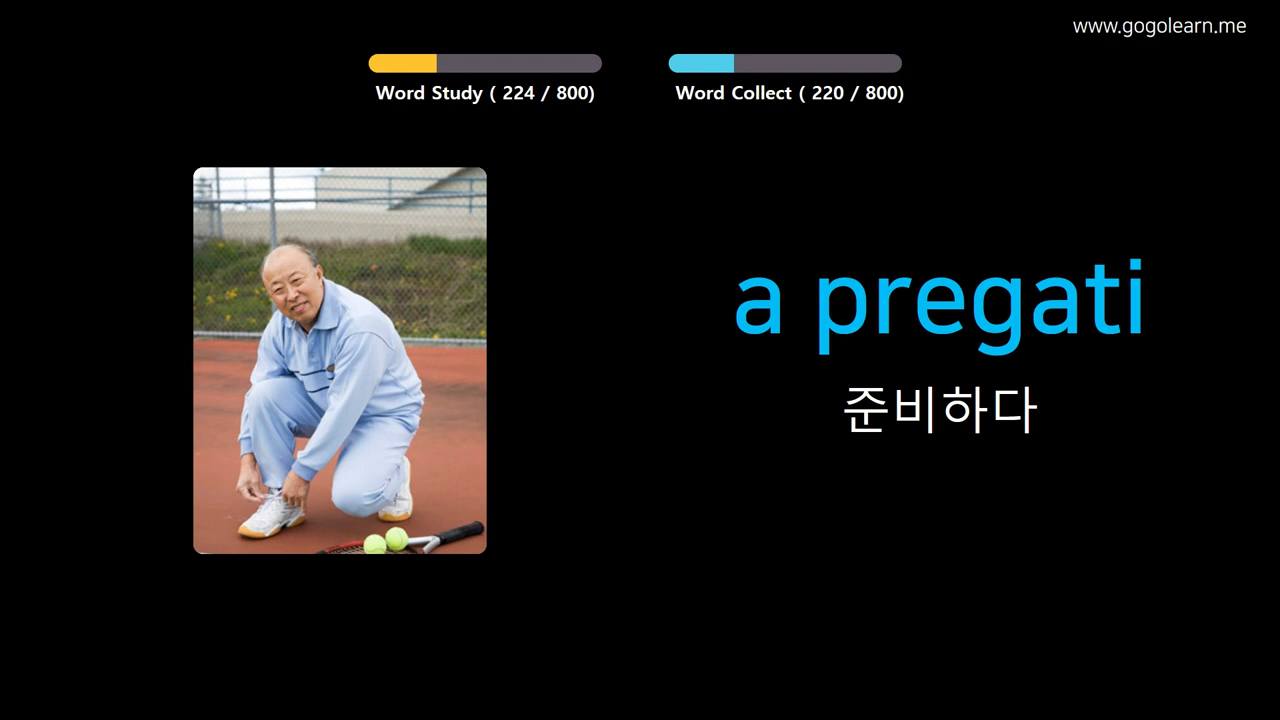 www.gogolearn.me
Word Study ( 224 / 800)
Word Collect ( 220 / 800)
a pregati
준비하다